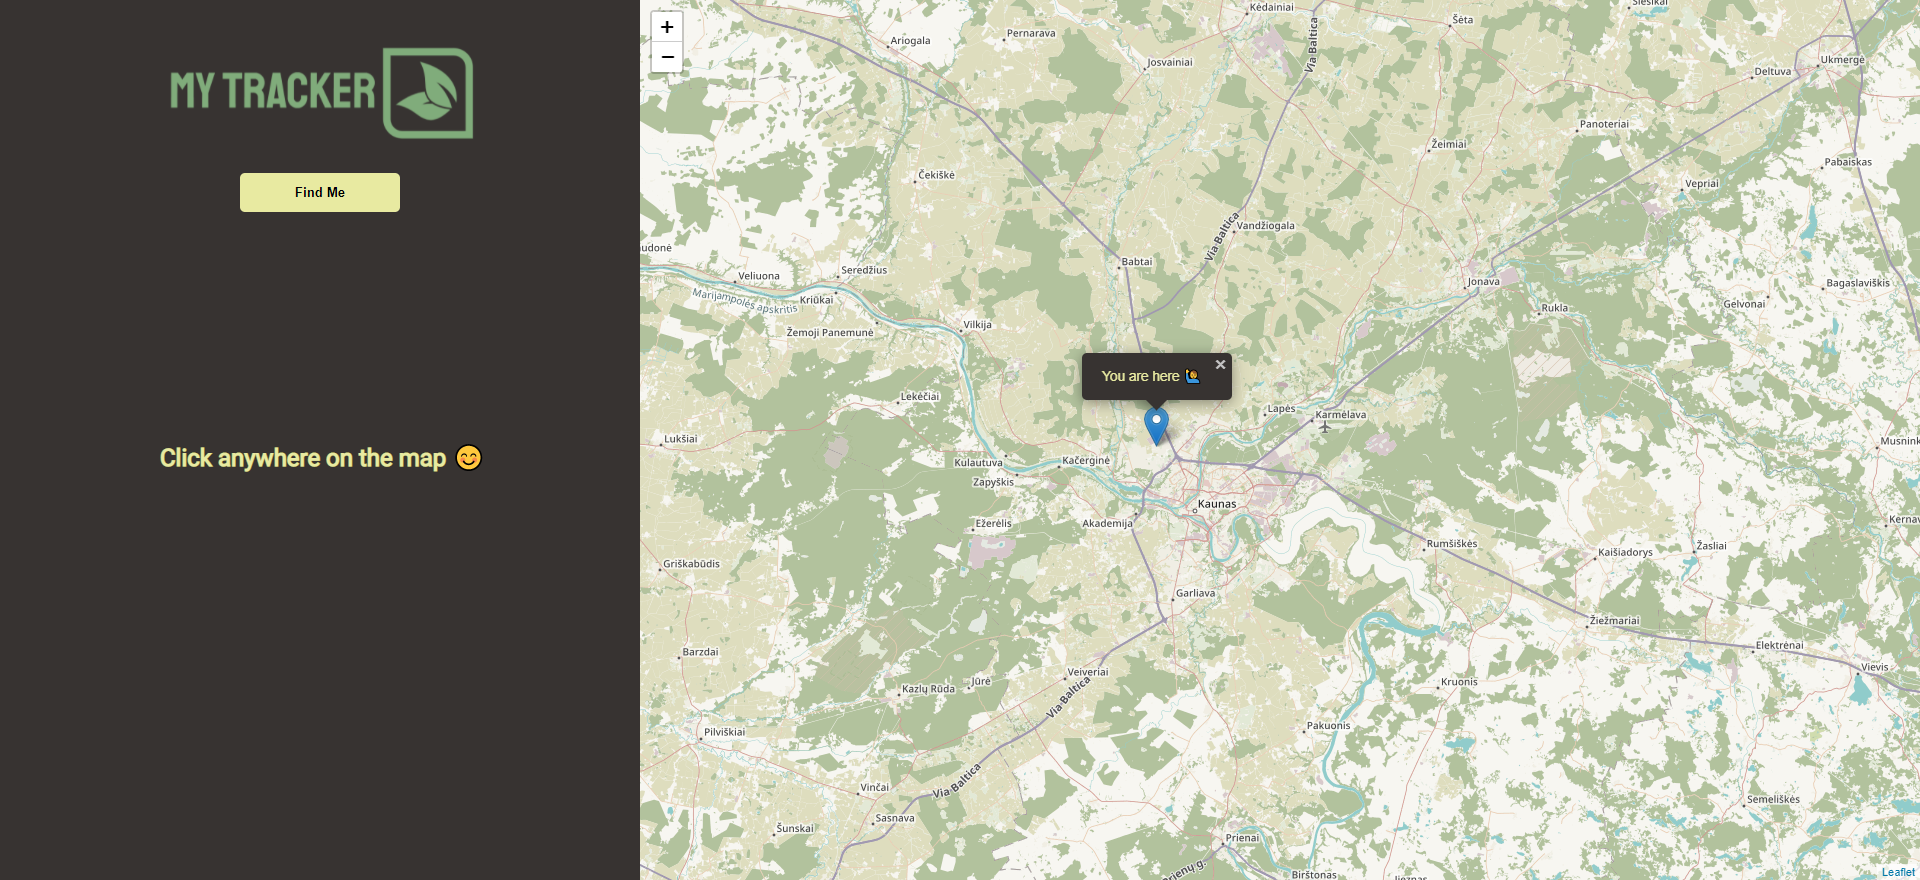 MY TRACKER
Find Me
Click anywhere on the map 😊
+
−
Kėdainiai
Šėta
Siesikai
Ariogala
Pernarava
Via Baltica
Josvainiai
Deltuva
Ukmergė
Panoteriai
Žeimiai
Pabaiskas
Čekiškė
Vepriai
Via Baltica
Vandžiogala
udonė
Babtai
Veliuona
Seredžius
Jonava
Bagaslaviškis
Marijampolės apskritis
Kriūkai
Gelvonai
Rukla
Žemoji Panemunė
Vilkija
You are here 🙋
×
Lekėčiai
Lapės
Karmėlava
Lukšiai
Musnink
Kulautuva
Kačerginė
Zapyškis
Kaunas
Ežerėlis
Akademija
Kernav
Rumšiškės
Kaišiadorys
Žasliai
Griškabūdis
Garliava
Žiežmariai
Barzdai
Elektrėnai
Vievis
Veiveriai
Kazlų Rūda
Jūrė
Kruonis
Via Baltica
Pakuonis
Pilviškiai
Via Baltica
Vinčai
Semeliškės
Sasnava
Šunskai
Prienai
Prienų g.
Birštonas
Jieznas
Leaflet